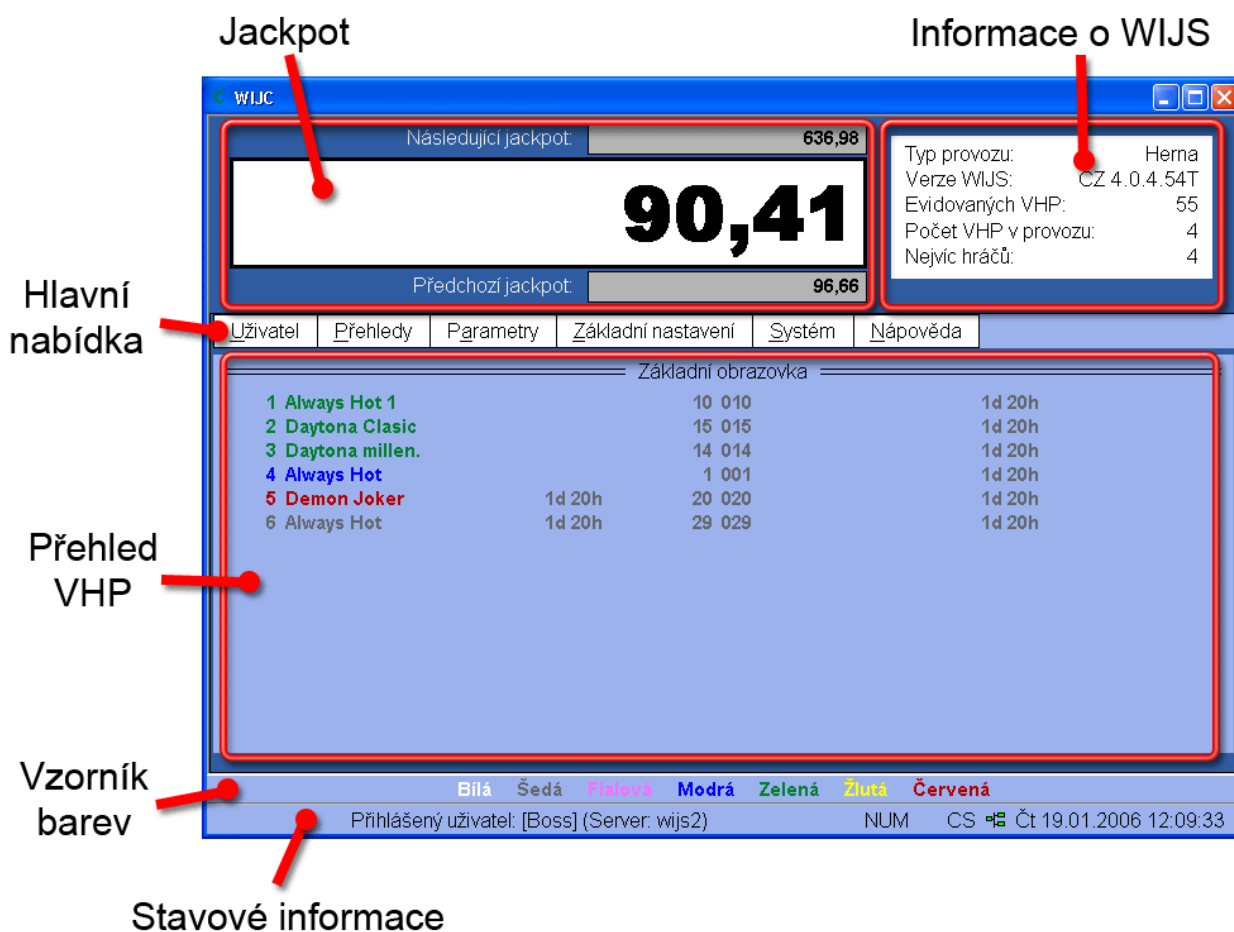 Jackpot
Informace o WIJS
C WIJC
Následující jackpot: 636,98
90,41
Předchozí jackpot: 96,66
Typ provozu: Herna
Verze WIJS: CZ 4.0.4.54T
Evidovaných VHP: 55
Počet VHP v provozu: 4
Nejvíc hráčů: 4
Hlavní
nabídka
Uživatel Přehledy Parametry Základní nastavení Systém Nápověda
Základní obrazovka
1 Always Hot 1 10 010 1d 20h
2 Daytona Clasic 15 015 1d 20h
3 Daytona millen. 14 014 1d 20h
4 Always Hot 1 001 1d 20h
5 Demon Joker 1d 20h 20 020 1d 20h
6 Always Hot 1d 20h 29 029 1d 20h
Přehled
VHP
Vzorník
barev
Bílá Šedá Fialová Modrá Zelená Žlutá Červená
Přihlášený uživatel: [Boss] (Server: wijs2) NUM CS Čt 19.01.2006 12:09:33
Stavové informace